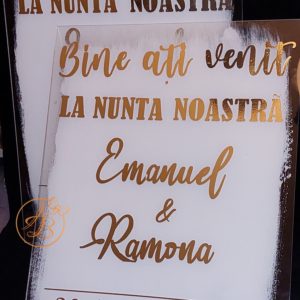 LA NUNTA NOASTRĂ
Bine ați venit
LA NUNTA NOASTRĂ
Emanuel
&
Ramona